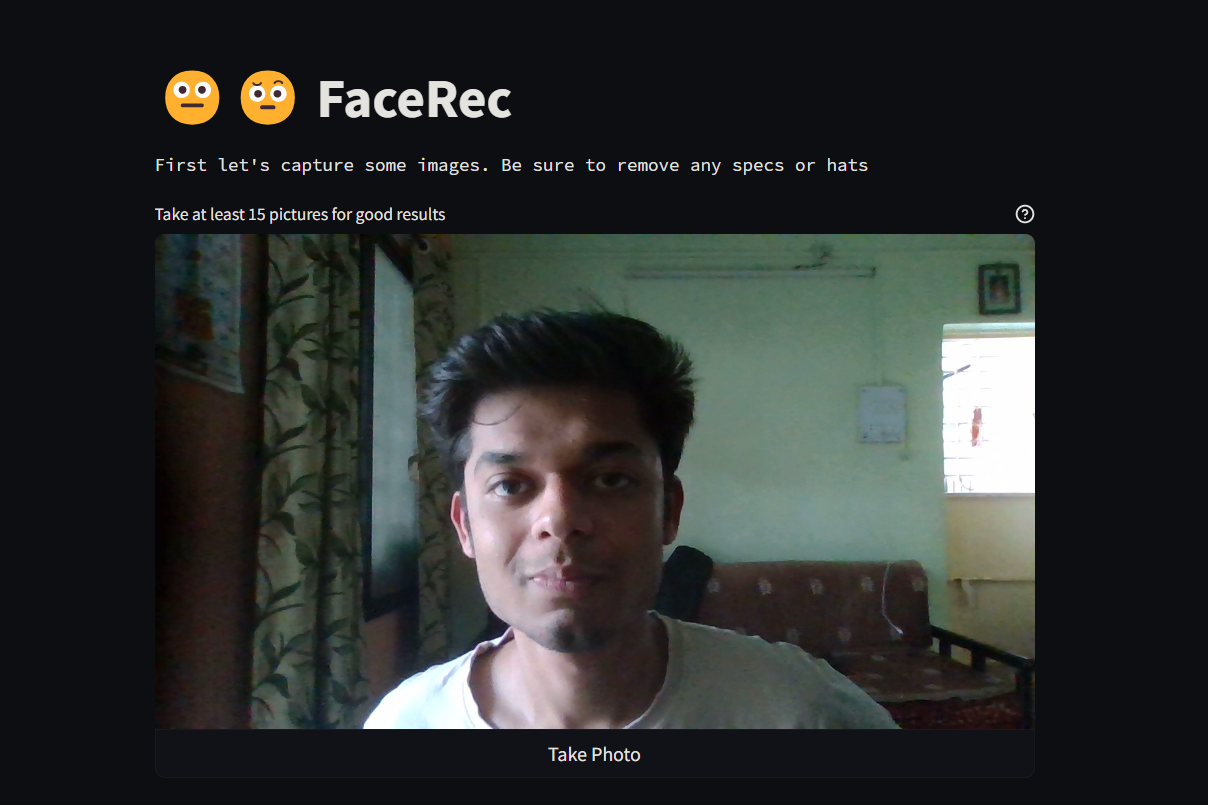 FaceRec
First let's capture some images. Be sure to remove any specs or hats
Take at least 15 pictures for good results
Take Photo